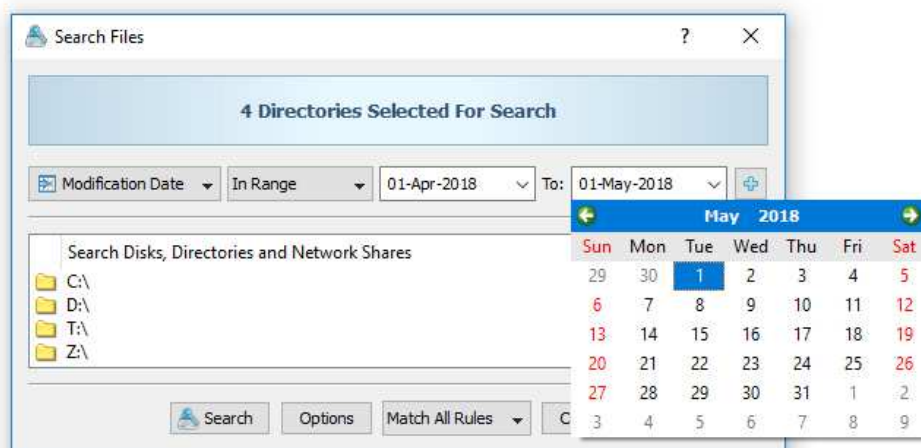 Search Files ?
4 Directories Selected For Search
Modification Date In Range 01-Apr-2018 To: 01-May-2018
May 2018
Sun Mon Tue Wed Thu Fri Sat
29 30 1 2 3 4 5
6 7 8 9 10 11 12
13 14 15 16 17 18 19
20 21 22 23 24 25 26
27 28 29 30 31 1 2
3 4 5 6 7 8 9
Search Disks, Directories and Network Shares
C:\
D:\
T:\
Z:\
Search Options Match All Rules